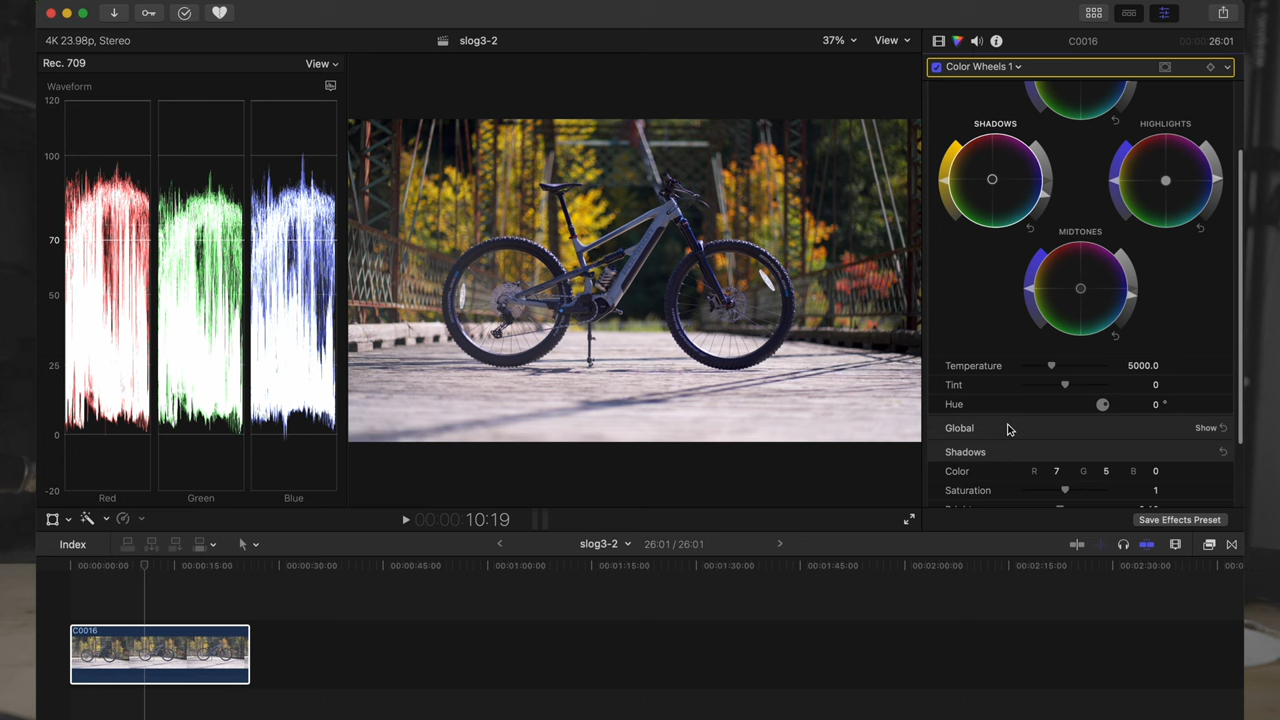 4K 23.98p, Stereo
slog3-2
37%
View
C0016
00:00:26:01
Rec. 709
View
Color Wheels 1
Waveform
120
100
70
50
25
0
-20
Red
Green
Blue
SHADOWS
HIGHLIGHTS
MIDTONES
Temperature
5000.0
Tint
0
Hue
0 °
Global
Show
Shadows
Color
R 7 G 5 B 0
Saturation
1
Save Effects Preset
00:00:10:19
Index
slog3-2
26:01 / 26:01
00:00:00:00
00:00:15:00
00:00:30:00
00:00:45:00
00:01:00:00
00:01:15:00
00:01:30:00
00:01:45:00
00:02:00:00
00:02:15:00
00:02:30:00
C0016